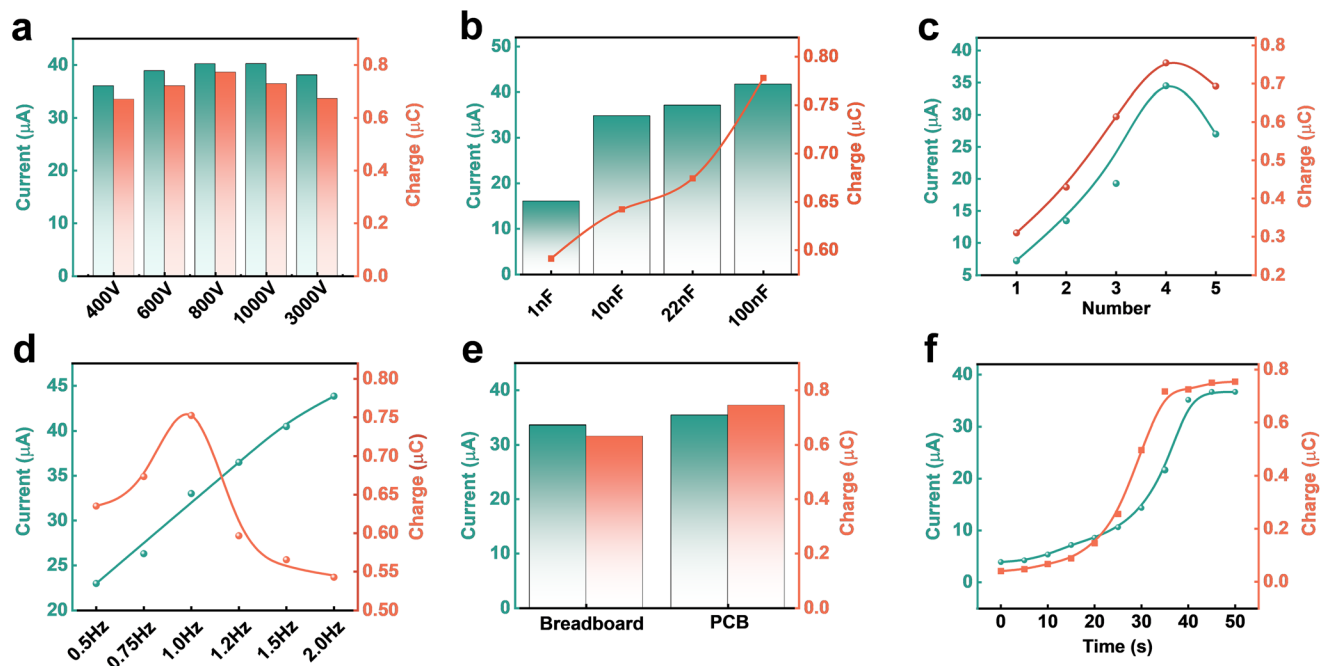 a
Current (μA)
40
30
20
10
0
400V
600V
800V
1000V
3000V
0.8
0.6
0.4
0.2
0.0
Charge (μC)
b
Current (μA)
50
40
30
20
10
0
1nF
10nF
22nF
100nF
0.80
0.75
0.70
0.65
0.60
Charge (μC)
c
Current (μA)
40
35
30
25
20
15
10
5
1 2 3 4 5
Number
0.8
0.7
0.6
0.5
0.4
0.3
0.2
Charge (μC)
d
Current (μA)
45
40
35
30
25
20
0.5Hz
0.75Hz
1.0Hz
1.2Hz
1.5Hz
2.0Hz
0.80
0.75
0.70
0.65
0.60
0.55
0.50
Charge (μC)
e
Current (μA)
40
30
20
10
0
Breadboard PCB
0.8
0.6
0.4
0.2
0.0
Charge (μC)
f
Current (μA)
40
30
20
10
0
0 10 20 30 40 50
Time (s)
0.8
0.6
0.4
0.2
0.0
Charge (μC)